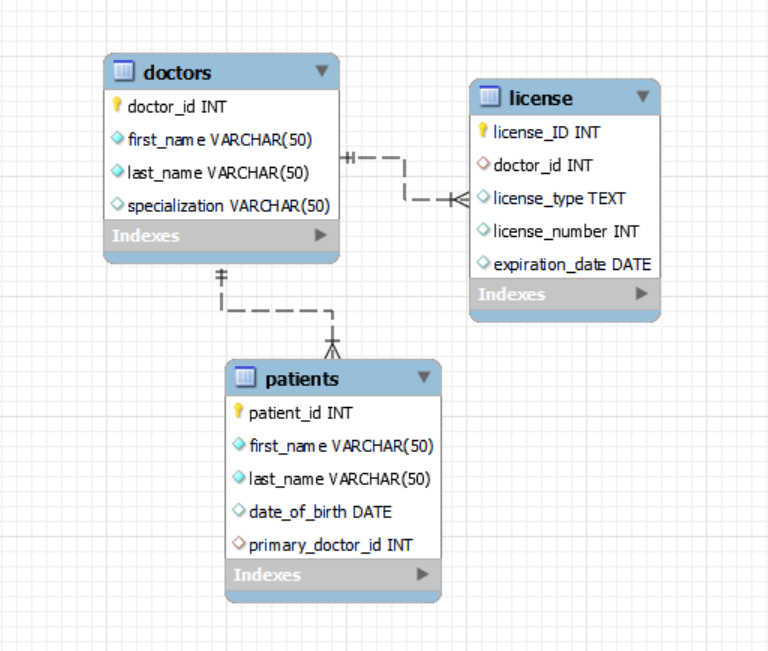 doctors
doctor_id INT
first_name VARCHAR(50)
last_name VARCHAR(50)
specialization VARCHAR(50)
Indexes
license
license_ID INT
doctor_id INT
license_type TEXT
license_number INT
expiration_date DATE
Indexes
patients
patient_id INT
first_name VARCHAR(50)
last_name VARCHAR(50)
date_of_birth DATE
primary_doctor_id INT
Indexes